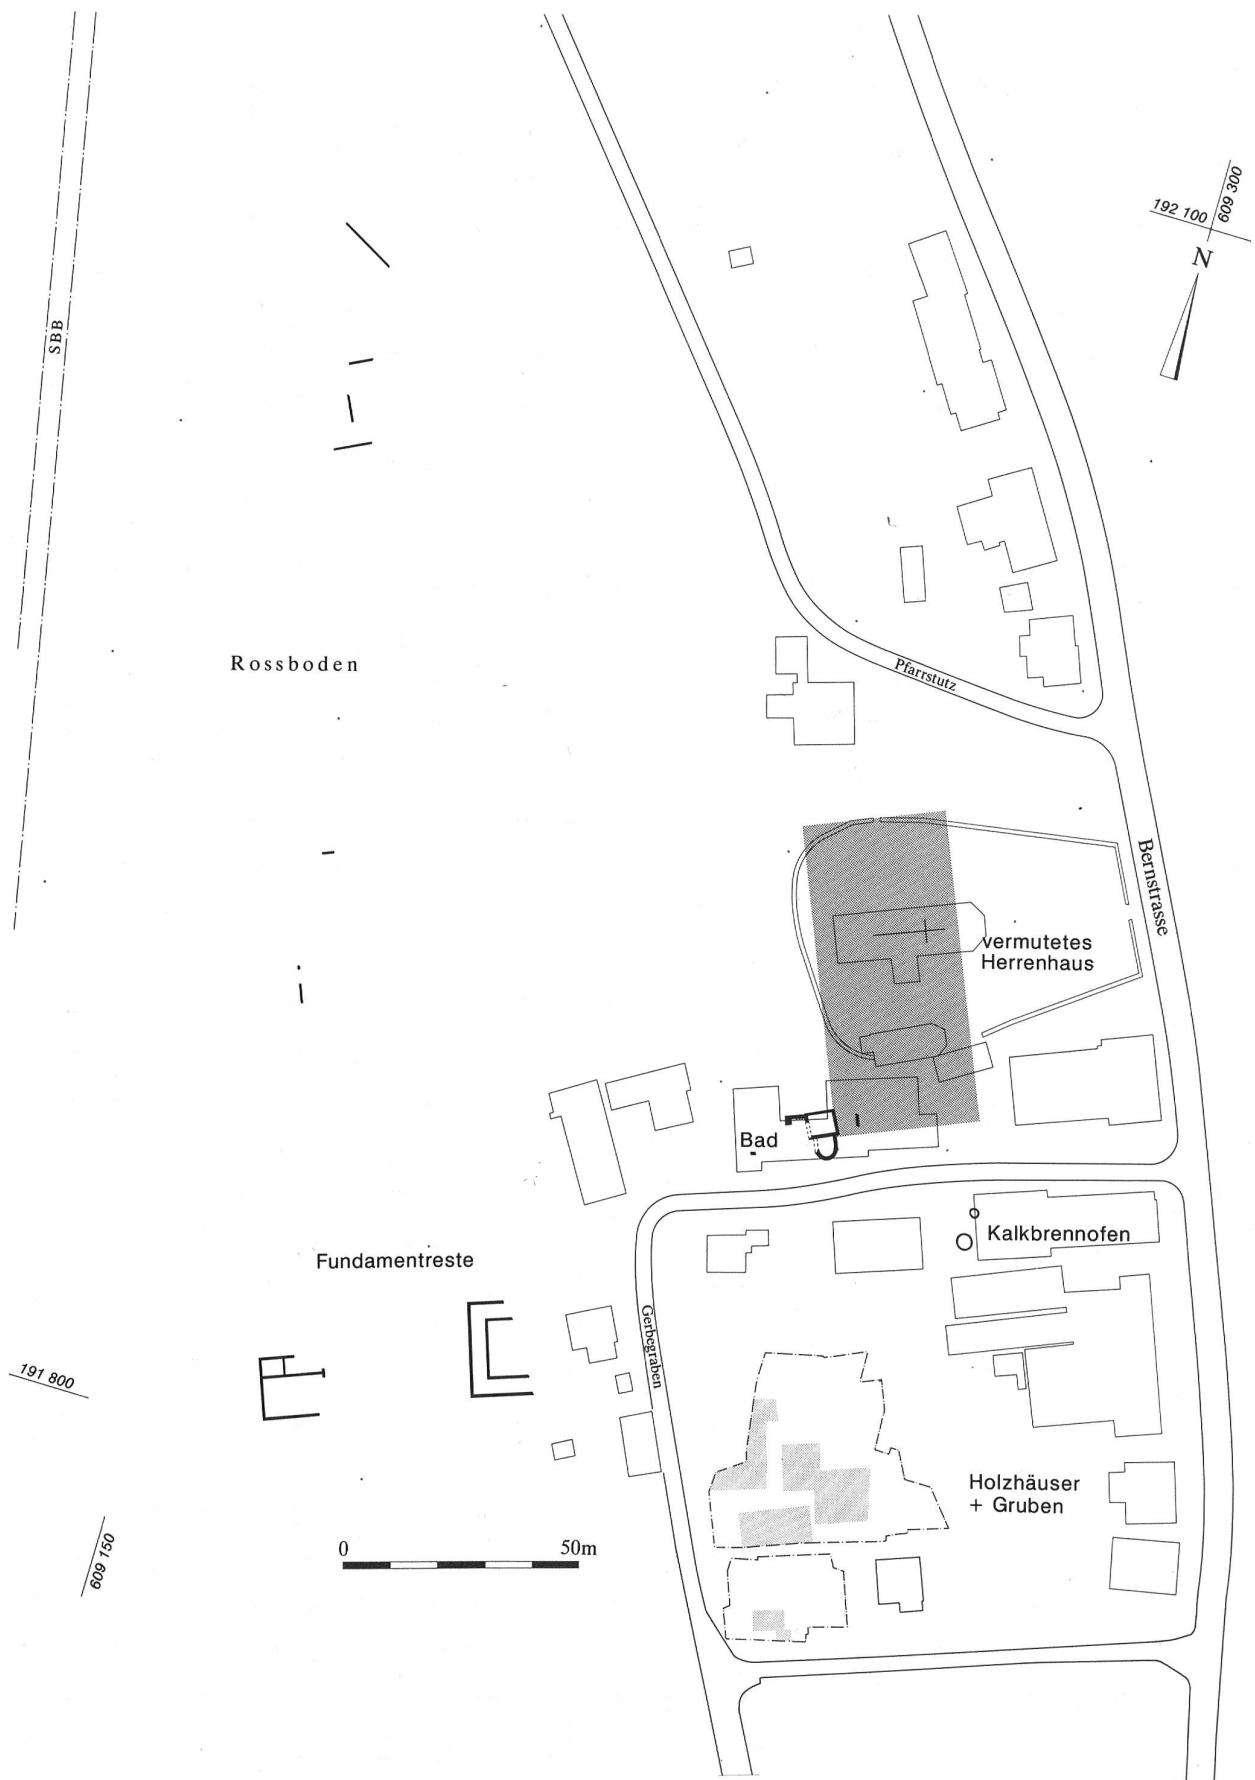 192 100
609 300
N
SBB
Rossboden
Pfarrstutz
Bernstrasse
vermutetes
Herrenhaus
Bad
Kalkbrennofen
Fundamentreste
Gerbegraben
191 800
Holzhäuser
+ Gruben
0 50m
609 150